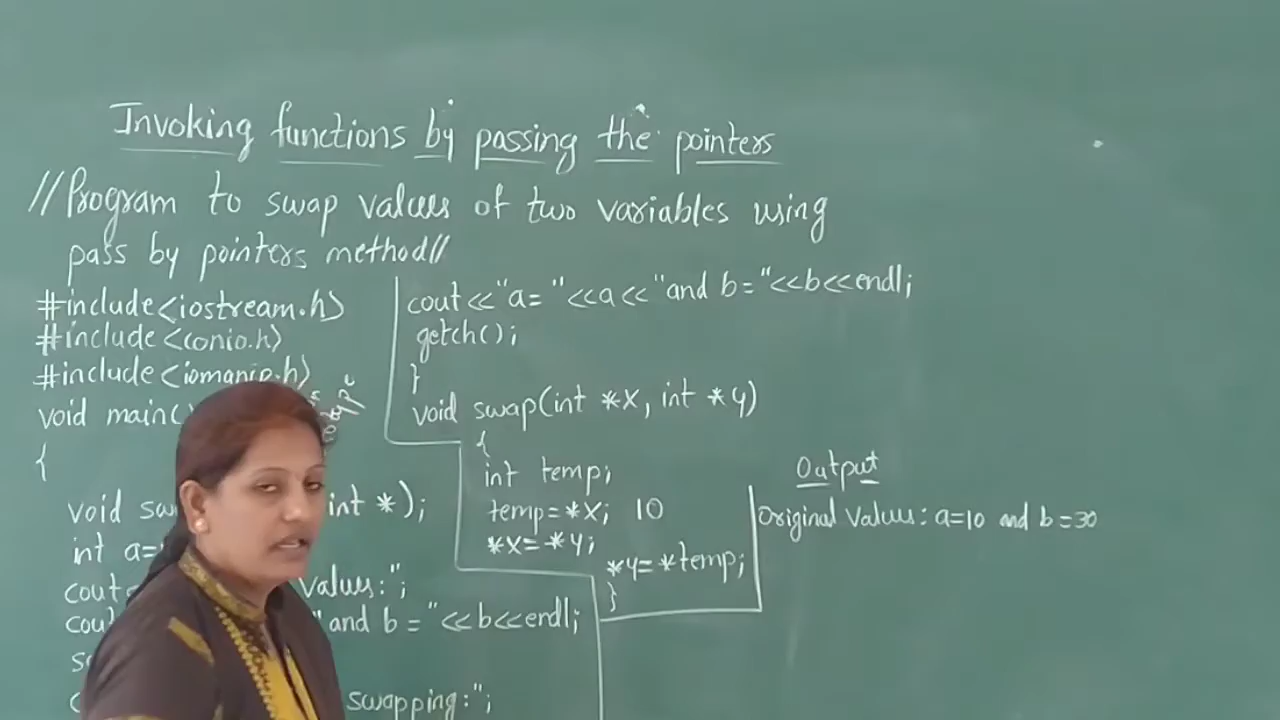 Invoking functions by passing the pointers
//Program to swap values of two variables using
pass by pointers method//
#include<iostream.h>
#include<conio.h>
#include<iomanip.h>
void main(
{
void int *);
int a=
cout values:";
and b = "<<b<<endl;
swapping:";
cout<<"a= "<<a<<"and b="<<b<<endl;
getch();
}
void swap(int *x, int *y)
{
int temp;
temp=*x; 10
*x=*y;
*y=*temp;
}
Output
Original Values: a=10 and b=30